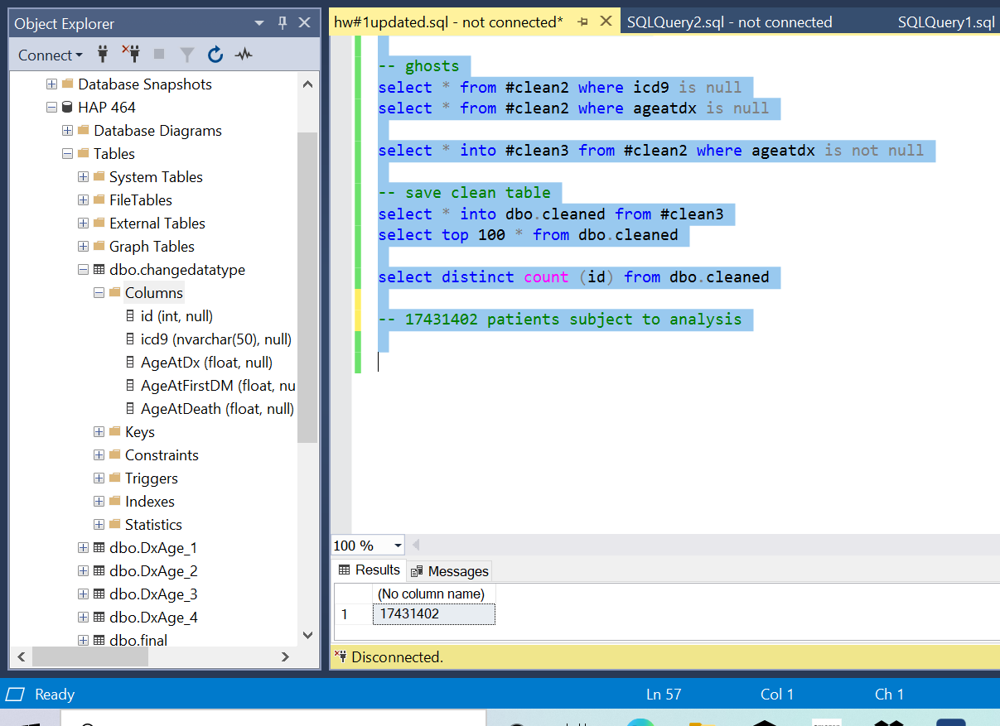 Object Explorer
Connect
Database Snapshots
HAP 464
Database Diagrams
Tables
System Tables
FileTables
External Tables
Graph Tables
dbo.changedatatype
Columns
id (int, null)
icd9 (nvarchar(50), null)
AgeAtDx (float, null)
AgeAtFirstDM (float, nu
AgeAtDeath (float, null)
Keys
Constraints
Triggers
Indexes
Statistics
dbo.DxAge_1
dbo.DxAge_2
dbo.DxAge_3
dbo.DxAge_4
dbo.final
hw#1updated.sql - not connected*
SQLQuery2.sql - not connected
SQLQuery1.sql
-- ghosts
select * from #clean2 where icd9 is null
select * from #clean2 where ageatdx is null
select * into #clean3 from #clean2 where ageatdx is not null
-- save clean table
select * into dbo.cleaned from #clean3
select top 100 * from dbo.cleaned
select distinct count (id) from dbo.cleaned
-- 17431402 patients subject to analysis
100 %
Results
Messages
(No column name)
1 17431402
Disconnected.
Ready
Ln 57
Col 1
Ch 1